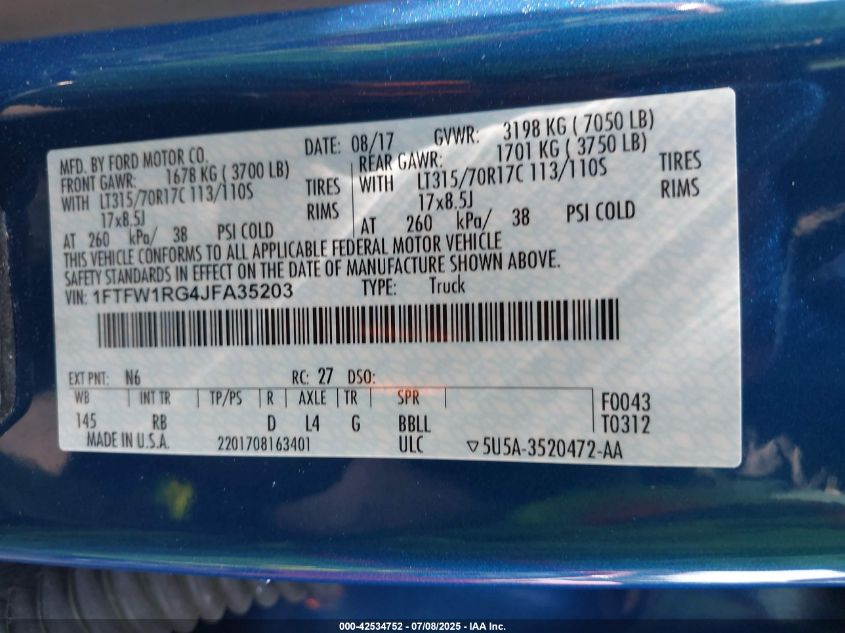 MFD. BY FORD MOTOR CO. DATE: 08/17 GVWR: 3198 KG ( 7050 LB)
FRONT GAWR: 1678 KG ( 3700 LB) REAR GAWR: 1701 KG ( 3750 LB)
WITH LT315/70R17C 113/110S TIRES WITH LT315/70R17C 113/110S TIRES
17x8.5J RIMS 17x8.5J RIMS
AT 260 kPa/ 38 PSI COLD AT 260 kPa/ 38 PSI COLD
THIS VEHICLE CONFORMS TO ALL APPLICABLE FEDERAL MOTOR VEHICLE
SAFETY STANDARDS IN EFFECT ON THE DATE OF MANUFACTURE SHOWN ABOVE.
VIN: 1FTFW1RG4JFA35203 TYPE: Truck
EXT PNT: N6 RC: 27 DSO:
WB INT TR TP/PS R AXLE TR SPR F0043
145 RB D L4 G BBLL T0312
MADE IN U.S.A. 2201708163401 ULC ▽5U5A-3520472-AA
000-42534752 - 07/08/2025 - IAA Inc.